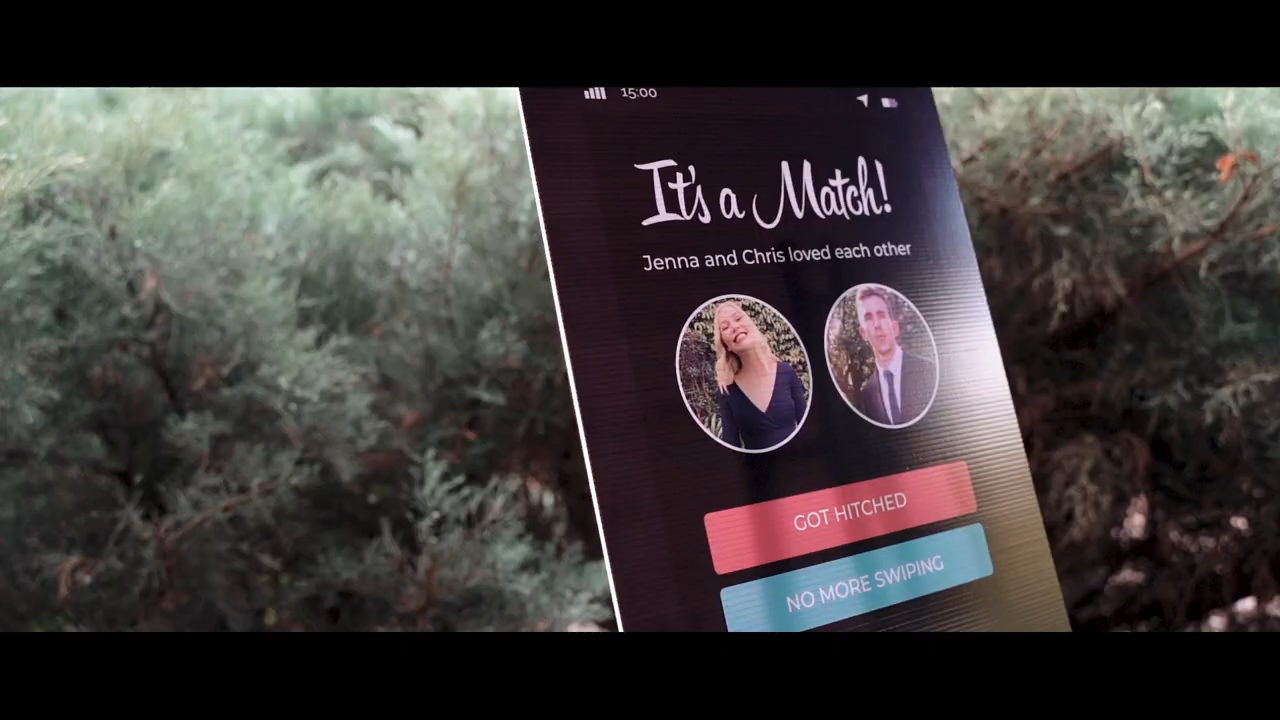 15:00
It's a Match!
Jenna and Chris loved each other
GOT HITCHED
NO MORE SWIPING